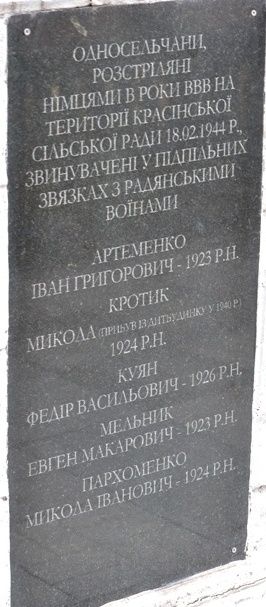 ОДНОСЕЛЬЧАНИ,
РОЗСТРІЛЯНІ
НІМЦЯМИ В РОКИ ВВВ НА
ТЕРИТОРІЇ КРАСІНСЬКОЇ
СІЛЬСЬКОЇ РАДИ 18.02.1944 Р.,
ЗВИНУВАЧЕНІ У ПІДПІЛЬНИХ
ЗВЯЗКАХ З РАДЯНСЬКИМИ
ВОЇНАМИ
АРТЕМЕНКО
ІВАН ГРИГОРОВИЧ - 1923 Р.Н.
КРОТИК
МИКОЛА (ПРИБУВ ІЗ ДИТБУДИНКУ У 1940 Р.)
1924 Р.Н.
КУЯН
ФЕДІР ВАСИЛЬОВИЧ - 1926 Р.Н.
МЕЛЬНИК
ЕВГЕН МАКАРОВИЧ - 1923 Р.Н.
ПАРХОМЕНКО
МИКОЛА ІВАНОВИЧ - 1924 Р.Н.